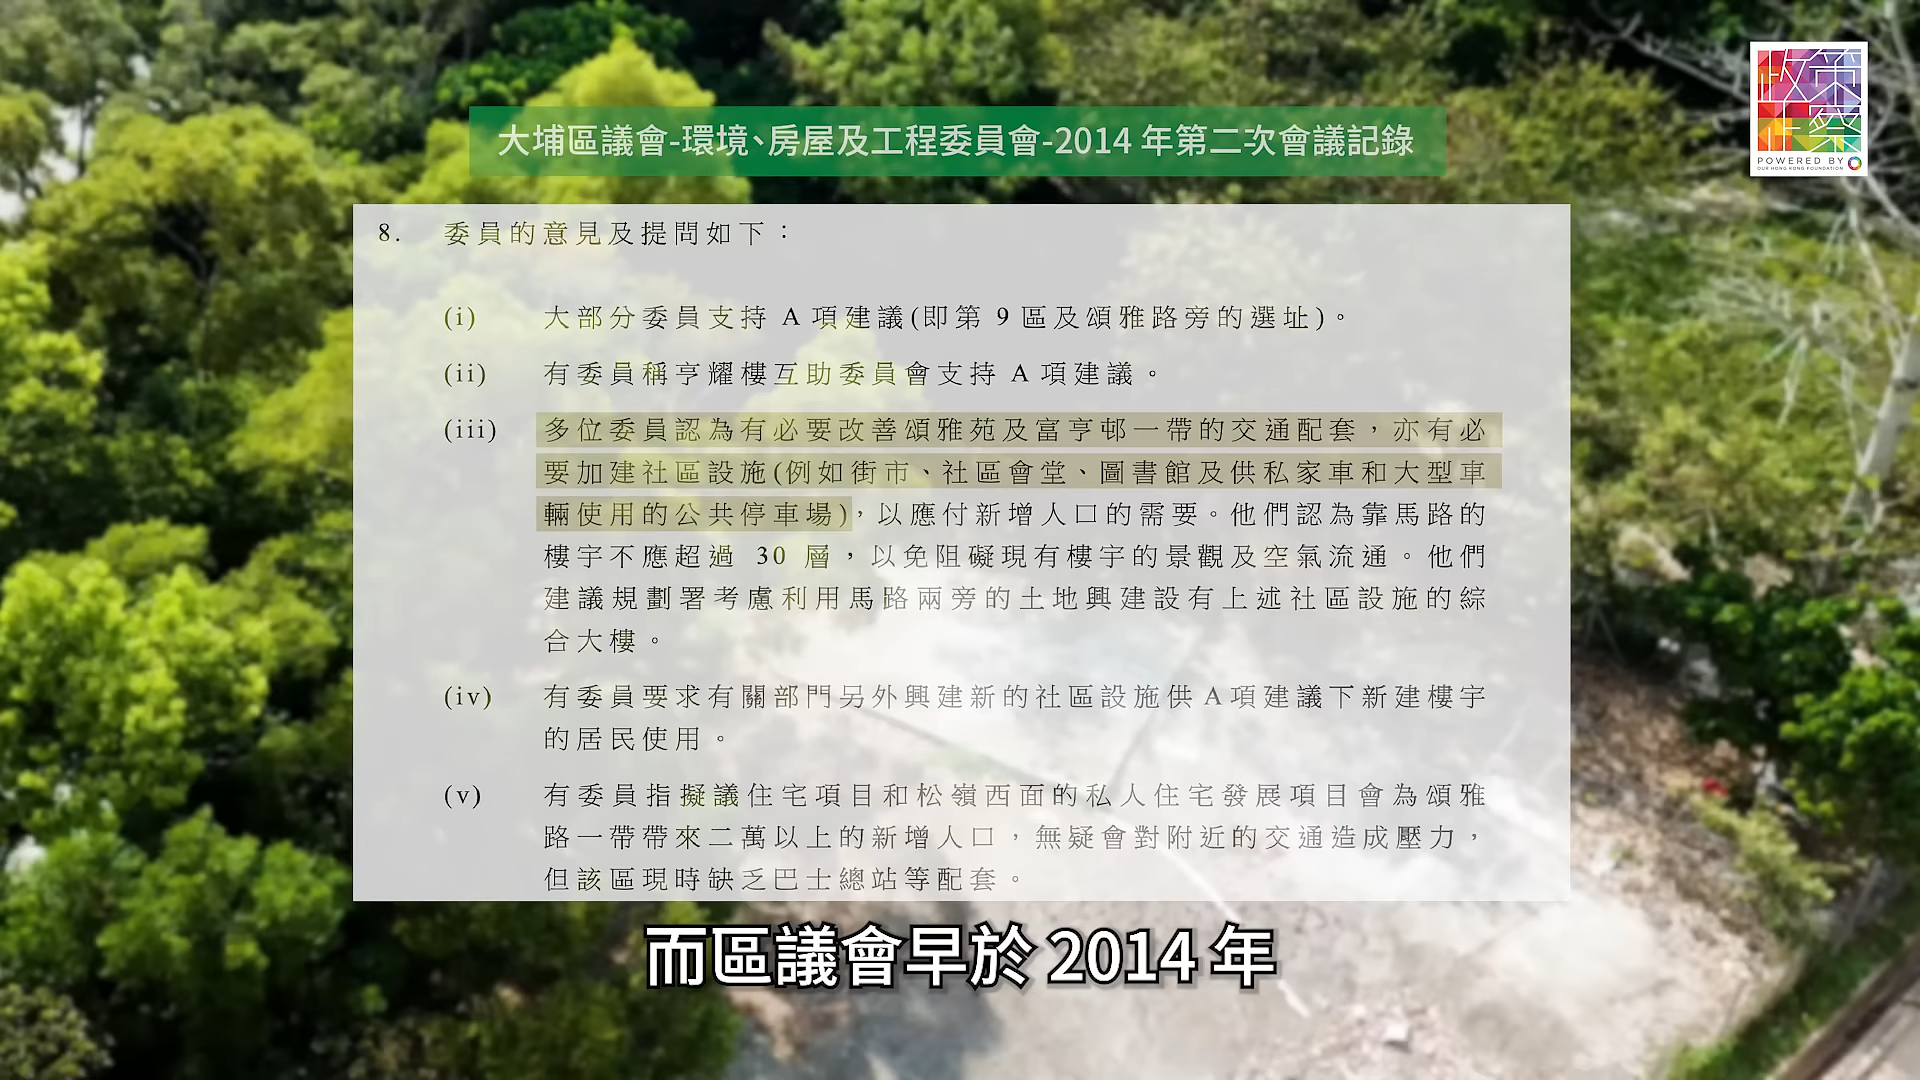 政策
正察
POWERED BY
OUR HONG KONG FOUNDATION
大埔區議會-環境、房屋及工程委員會-2014 年第二次會議記錄
8. 委員的意見及提問如下：
(i) 大部分委員支持 A 項建議(即第 9 區及頌雅路旁的選址)。
(ii) 有委員稱亨耀樓互助委員會支持 A 項建議。
(iii) 多位委員認為有必要改善頌雅苑及富亨邨一帶的交通配套，亦有必
要加建社區設施(例如街市、社區會堂、圖書館及供私家車和大型車
輛使用的公共停車場)，以應付新增人口的需要。他們認為靠馬路的
樓宇不應超過 30 層，以免阻礙現有樓宇的景觀及空氣流通。他們
建議規劃署考慮利用馬路兩旁的土地興建設有上述社區設施的綜
合大樓。
(iv) 有委員要求有關部門另外興建新的社區設施供 A 項建議下新建樓宇
的居民使用。
(v) 有委員指擬議住宅項目和松嶺西面的私人住宅發展項目會為頌雅
路一帶帶來二萬以上的新增人口，無疑會對附近的交通造成壓力，
但該區現時缺乏巴士總站等配套。
而區議會早於 2014 年